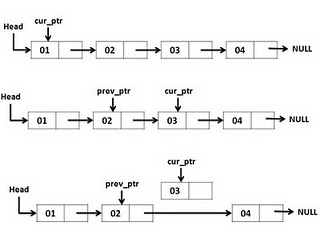 cur_ptr
Head
01 02 03 04 NULL
prev_ptr cur_ptr
Head
01 02 03 04 NULL
cur_ptr
prev_ptr 03
Head
01 02 04 NULL